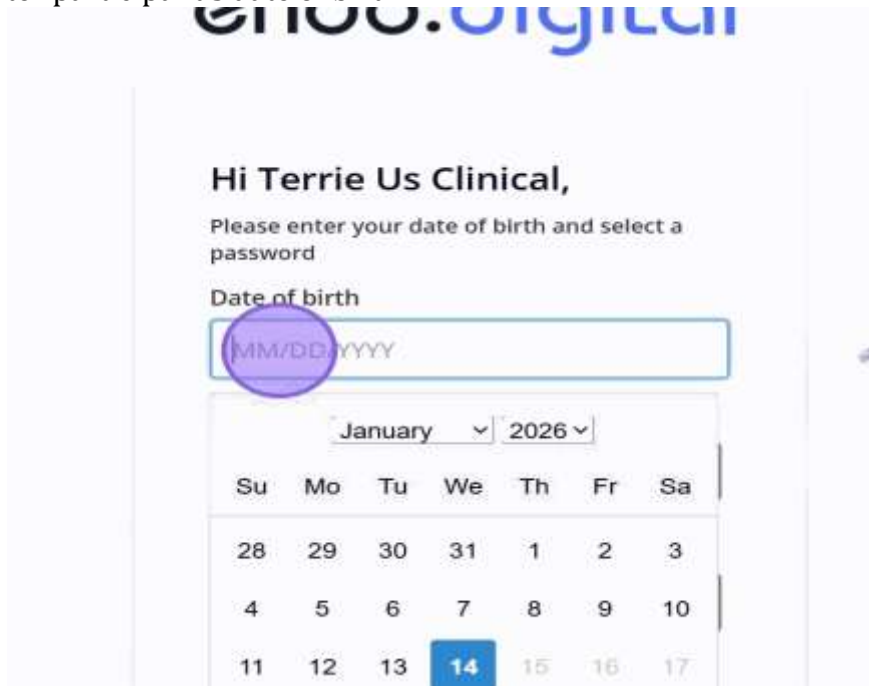 endo.digital
Hi Terrie Us Clinical,
Please enter your date of birth and select a
password
Date of birth
MM/DD/YYYY
January 2026
Su Mo Tu We Th Fr Sa
28 29 30 31 1 2 3
4 5 6 7 8 9 10
11 12 13 14 15 16 17